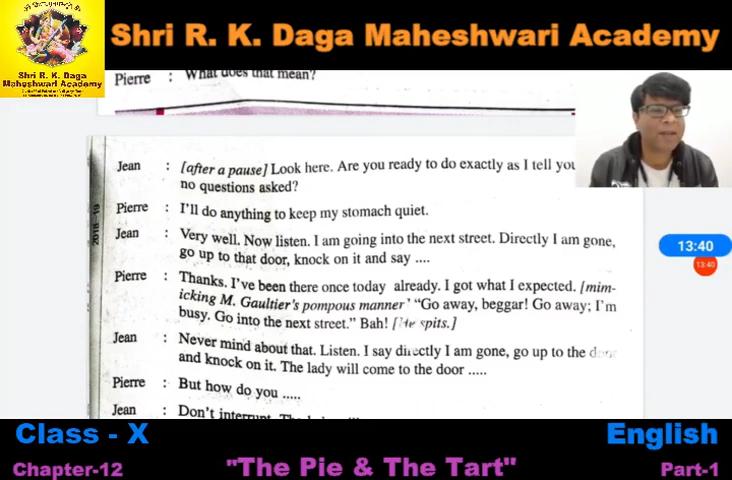 Shri R. K. Daga Maheshwari Academy
Shri R. K. Daga
Maheshwari Academy
Pierre : What does that mean?
Jean : [after a pause] Look here. Are you ready to do exactly as I tell you
no questions asked?
Pierre : I'll do anything to keep my stomach quiet.
2018-19
Jean : Very well. Now listen. I am going into the next street. Directly I am gone,
go up to that door, knock on it and say ....
Pierre : Thanks. I've been there once today already. I got what I expected. [mim-
icking M. Gaultier's pompous manner' "Go away, beggar! Go away; I'm
busy. Go into the next street." Bah! [He spits.]
Jean : Never mind about that. Listen. I say directly I am gone, go up to the door
and knock on it. The lady will come to the door .....
Pierre : But how do you .....
Jean : Don't interrupt.
13:40
13:40
Class - X
English
Chapter-12
"The Pie & The Tart"
Part-1